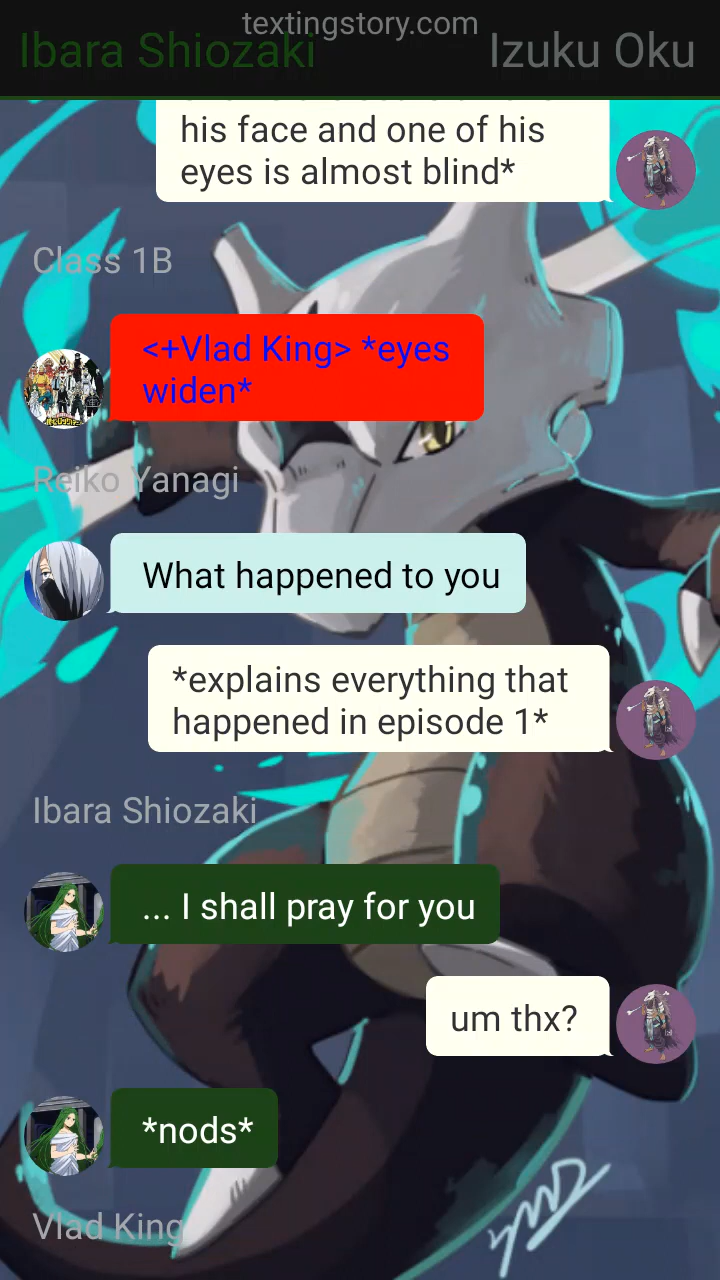 textingstory.com
Ibara Shiozaki
Izuku Oku
his face and one of his
eyes is almost blind*
Class 1B
<+Vlad King> *eyes
widen*
Reiko Yanagi
What happened to you
*explains everything that
happened in episode 1*
Ibara Shiozaki
... I shall pray for you
um thx?
*nods*
Vlad King